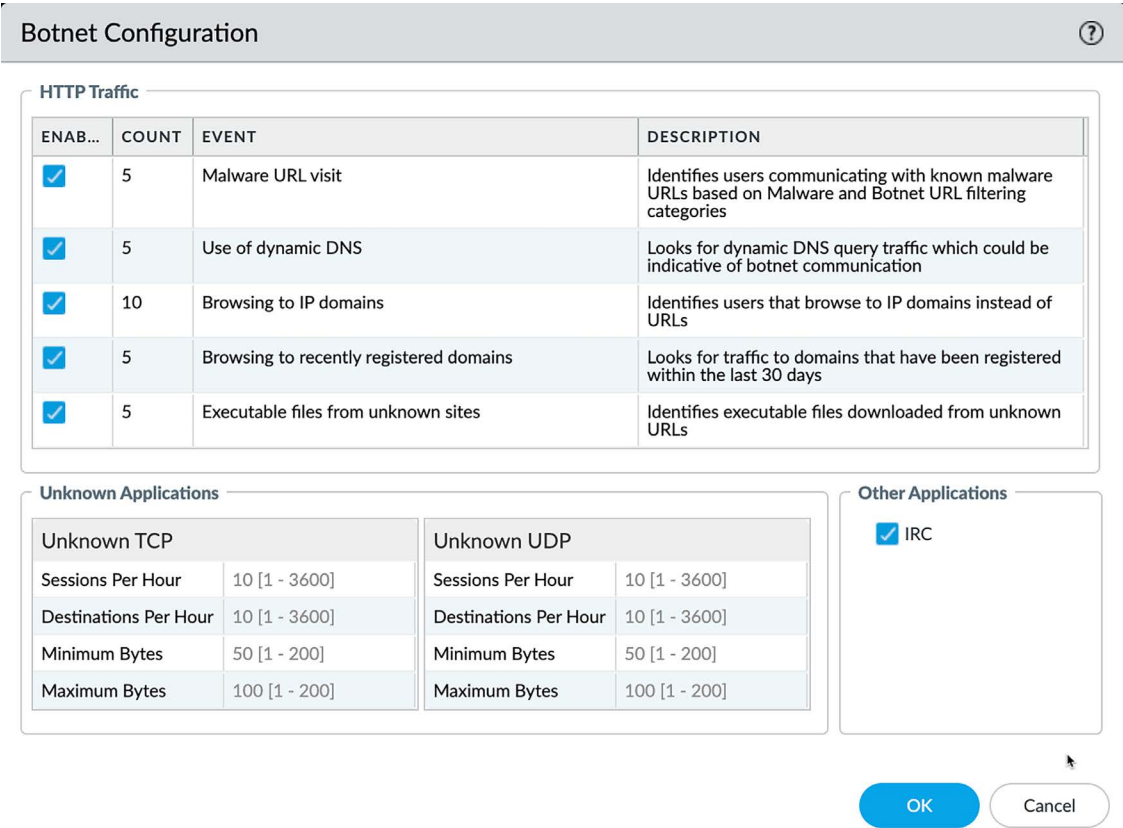 Botnet Configuration
?
HTTP Traffic
ENAB... COUNT EVENT DESCRIPTION
5 Malware URL visit Identifies users communicating with known malware
URLs based on Malware and Botnet URL filtering
categories
5 Use of dynamic DNS Looks for dynamic DNS query traffic which could be
indicative of botnet communication
10 Browsing to IP domains Identifies users that browse to IP domains instead of
URLs
5 Browsing to recently registered domains Looks for traffic to domains that have been registered
within the last 30 days
5 Executable files from unknown sites Identifies executable files downloaded from unknown
URLs
Unknown Applications
Unknown TCP
Sessions Per Hour 10 [1 - 3600]
Destinations Per Hour 10 [1 - 3600]
Minimum Bytes 50 [1 - 200]
Maximum Bytes 100 [1 - 200]
Unknown UDP
Sessions Per Hour 10 [1 - 3600]
Destinations Per Hour 10 [1 - 3600]
Minimum Bytes 50 [1 - 200]
Maximum Bytes 100 [1 - 200]
Other Applications
IRC
OK Cancel